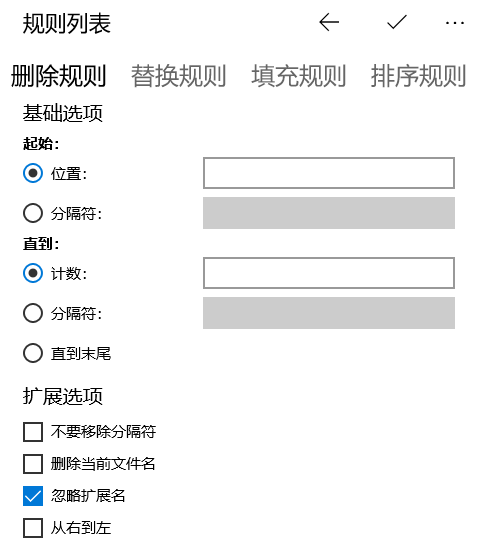 规则列表
删除规则 替换规则 填充规则 排序规则
基础选项
起始：
位置：
分隔符：
直到：
计数：
分隔符：
直到末尾
扩展选项
不要移除分隔符
删除当前文件名
忽略扩展名
从右到左